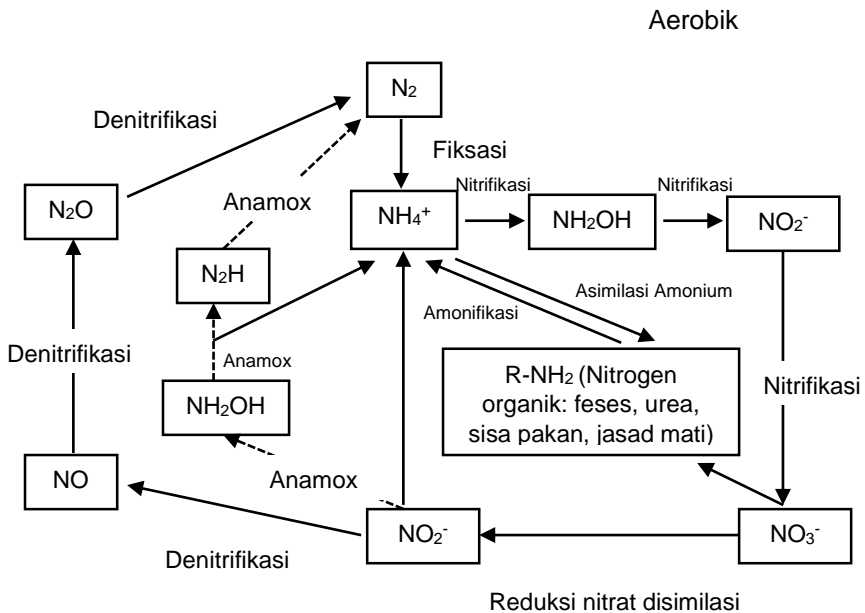 Aerobik
N₂
Denitrifikasi
Fiksasi
Nitrifikasi
Nitrifikasi
N₂O
Anamox
NH₄⁺
NH₂OH
NO₂⁻
N₂H
Asimilasi Amonium
Amonifikasi
Denitrifikasi
Anamox
R-NH₂ (Nitrogen
organik: feses, urea,
sisa pakan, jasad mati)
Nitrifikasi
NH₂OH
Anamox
NO
NO₂⁻
NO₃⁻
Denitrifikasi
Reduksi nitrat disimilasi